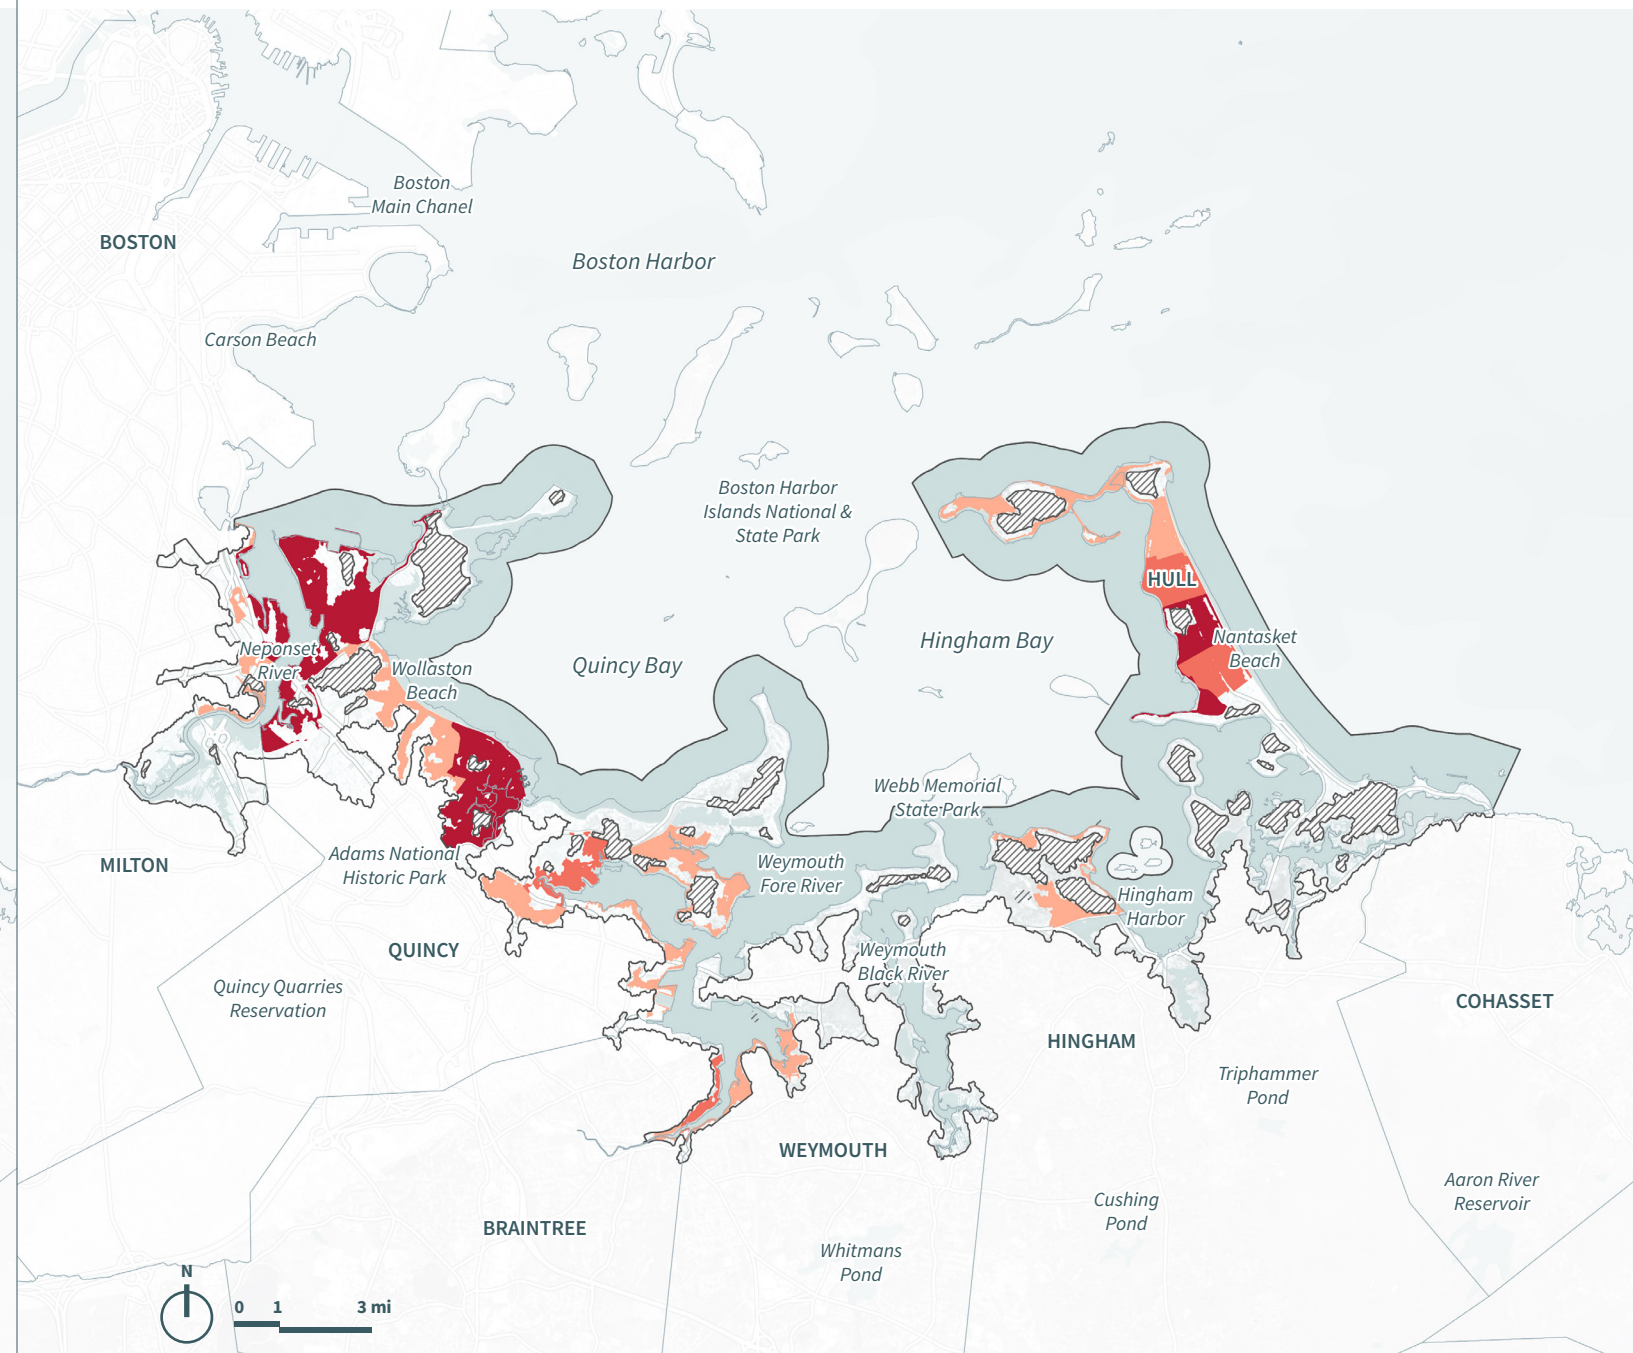 Boston
Main Chanel
BOSTON
Boston Harbor
Carson Beach
Boston Harbor
Islands National &
State Park
HULL
Nantasket
Beach
Hingham Bay
Neponset
River
Wollaston
Beach
Quincy Bay
Webb Memorial
State Park
MILTON
Adams National
Historic Park
Weymouth
Fore River
Hingham
Harbor
QUINCY
Weymouth
Black River
Quincy Quarries
Reservation
COHASSET
HINGHAM
Triphammer
Pond
WEYMOUTH
Aaron River
Reservoir
Cushing
Pond
BRAINTREE
Whitmans
Pond
N
0 1 3 mi